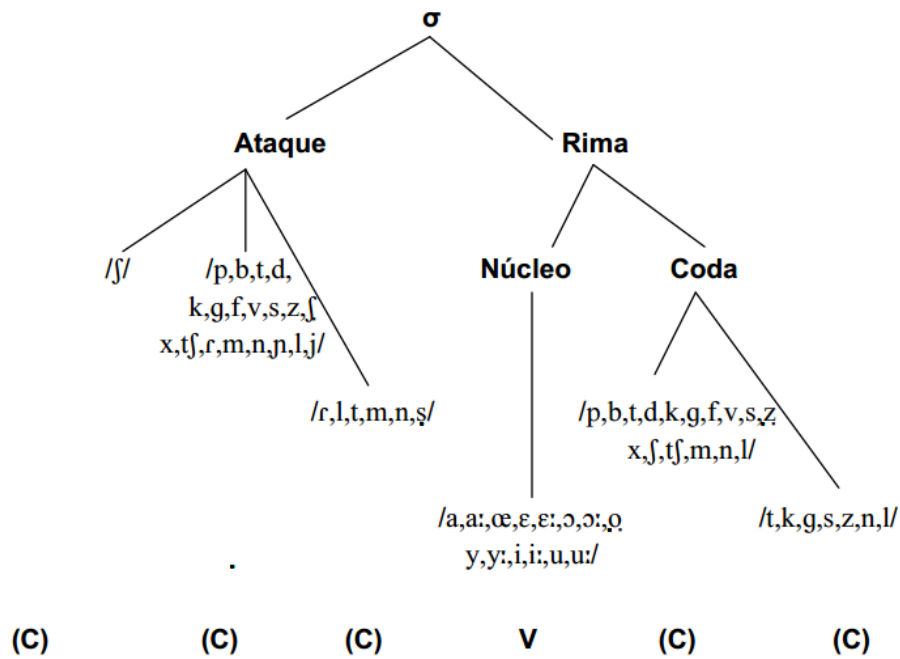 σ
Ataque Rima
/ʃ/ /p,b,t,d,
k,g,f,v,s,z,ʃ
x,tʃ,ɾ,m,n,ɲ,l,j/
/ɾ,l,t,m,n,ş/
Núcleo Coda
/p,b,t,d,k,g,f,v,s,ẓ
x,ʃ,tʃ,m,n,l/
/a,aː,œ,ɛ,ɛː,ɔ,ɔː,o̞
y,yː,i,iː,u,uː/
/t,k,g,s,z,n,l/
(C) (C) (C) V (C) (C)